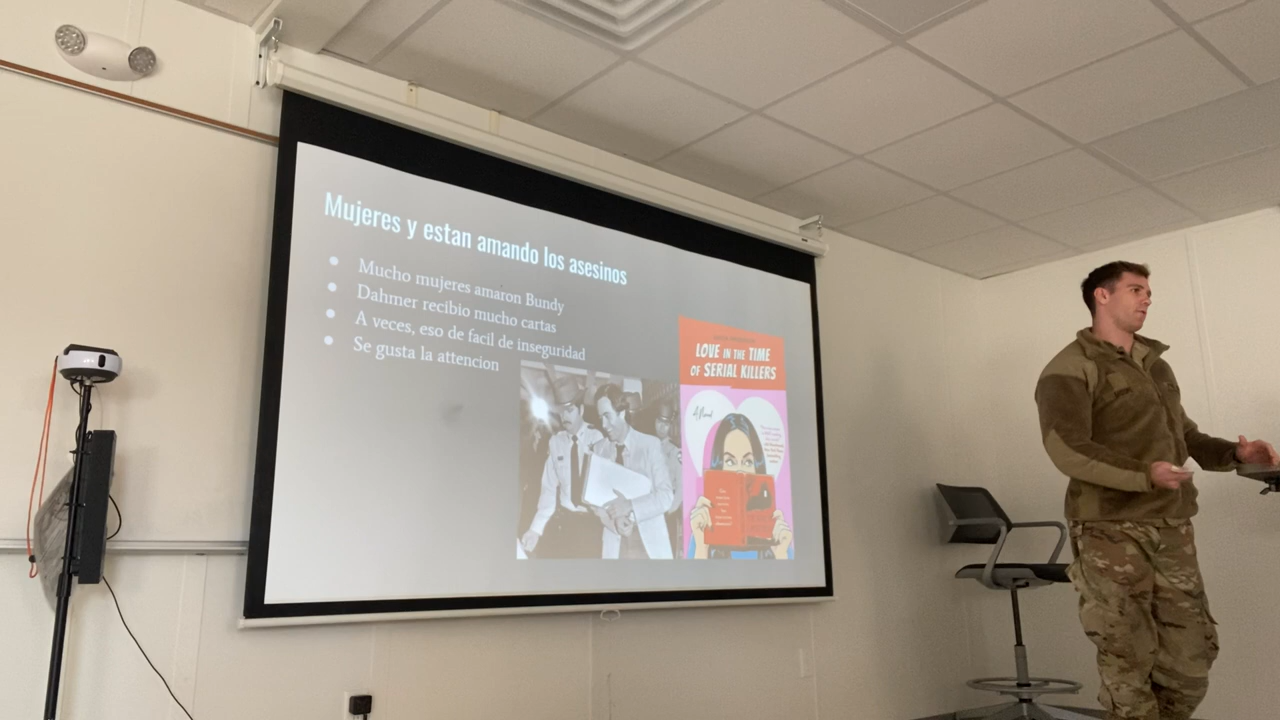 Mujeres y estan amando los asesinos
Mucho mujeres amaron Bundy
Dahmer recibio mucho cartas
A veces, eso de facil de inseguridad
Se gusta la attencion
LOVE IN THE TIME
OF SERIAL KILLERS
A Novel